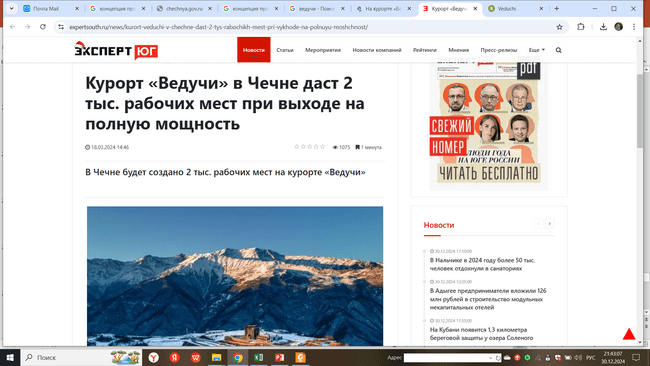 Почта Mail
концепция пр
chechnya.gov.ru
концепция пр
ведучи – Поис
На курорте «В
Курорт «Ведуч
Veduchi
expertsouth.ru/news/kurort-veduchi-v-chechne-dast-2-tys-rabochikh-mest-pri-vykhode-na-polnuyu-moshchnost/
ЭКСПЕРТ ЮГ
Новости Статьи Мероприятия Новости компаний Рейтинги Мнения Пресс-релизы Еще
Курорт «Ведучи» в Чечне даст 2
тыс. рабочих мест при выходе на
полную мощность
18.03.2024 14:46
1075
1 минута
В Чечне будет создано 2 тыс. рабочих мест на курорте «Ведучи»
pdf
СВЕЖИЙ
НОМЕР
ЛЮДИ ГОДА
НА ЮГЕ РОССИИ
ЧИТАТЬ БЕСПЛАТНО
Новости
30.12.2024 17:10:00
В Нальчике в 2024 году более 50 тыс.
человек отдохнули в санаториях
30.12.2024 13:35:00
В Адыгее предприниматели вложили 126
млн рублей в строительство модульных
некапитальных отелей
30.12.2024 11:55:00
На Кубани появится 1,3 километра
береговой защиты у озера Соленого
Поиск
Адрес
РУС
21:43:07
30.12.2024